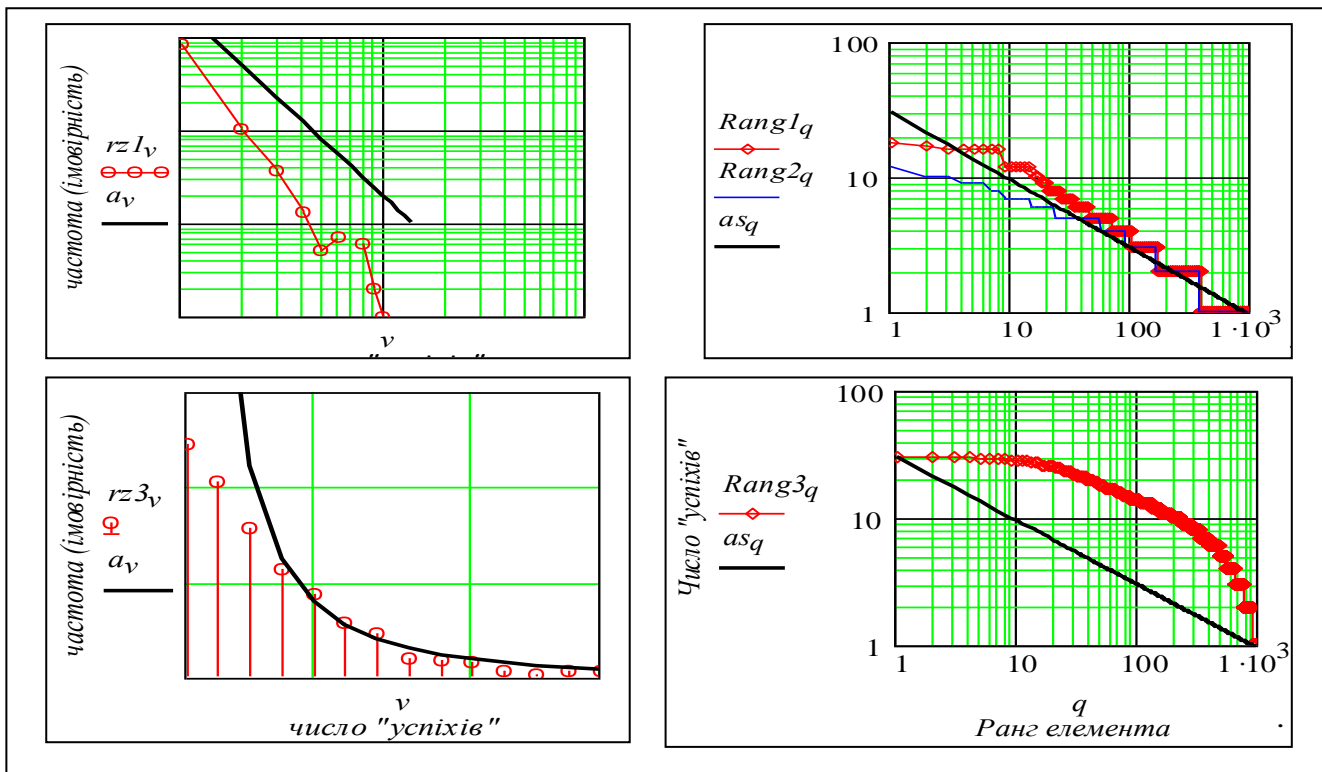 частота (імовірність)
rz1v
av
v
100
10
1
1
10
100
1·10³
Rang1q
Rang2q
asq
частота (імовірність)
rz3v
av
v
число "успіхів"
Число "успіхів"
100
10
1
1
10
100
1·10³
Rang3q
asq
q
Ранг елемента